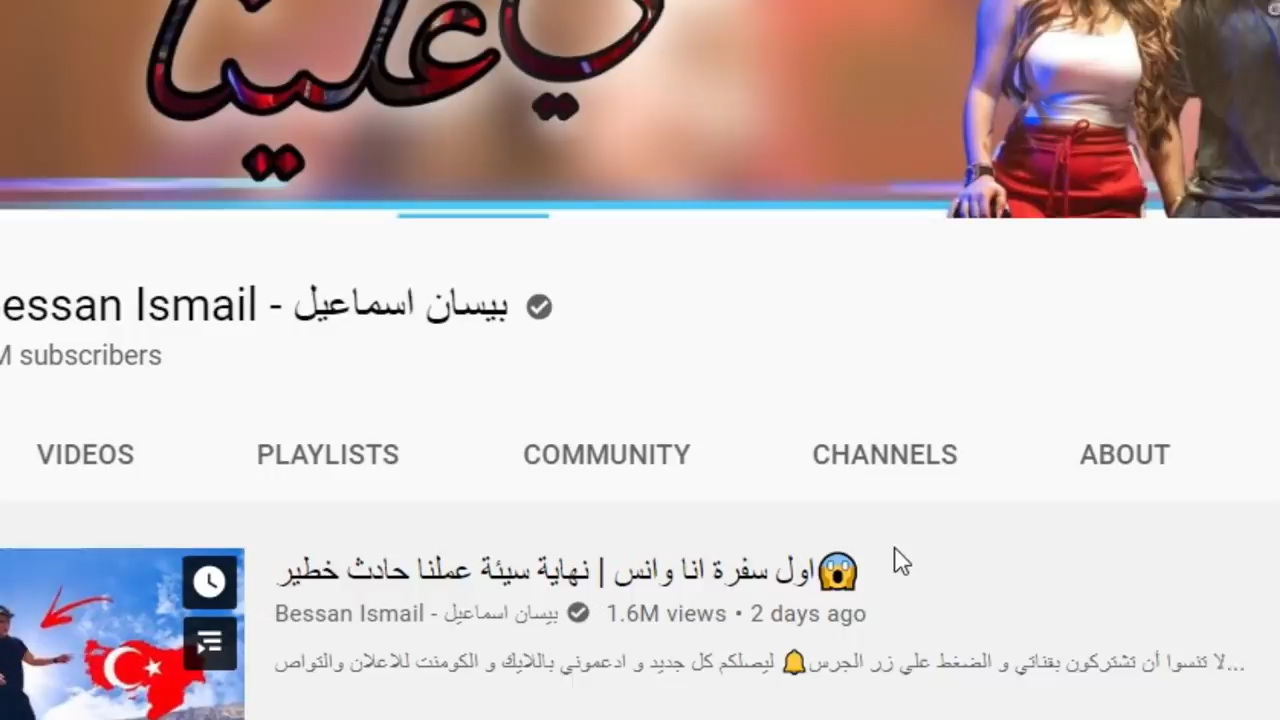 ي علينا
essan Ismail - بيسان اسماعيل
M subscribers
VIDEOS PLAYLISTS COMMUNITY CHANNELS ABOUT
😱اول سفرة انا وانس | نهاية سيئة عملنا حادث خطير
Bessan Ismail - بيسان اسماعيل 1.6M views • 2 days ago
لا تنسوا أن تشتركون بقناتي و الضغط علي زر الجرس🔔 ليصلكم كل جديد و ادعموني باللايك و الكومنت للاعلان والتواص...